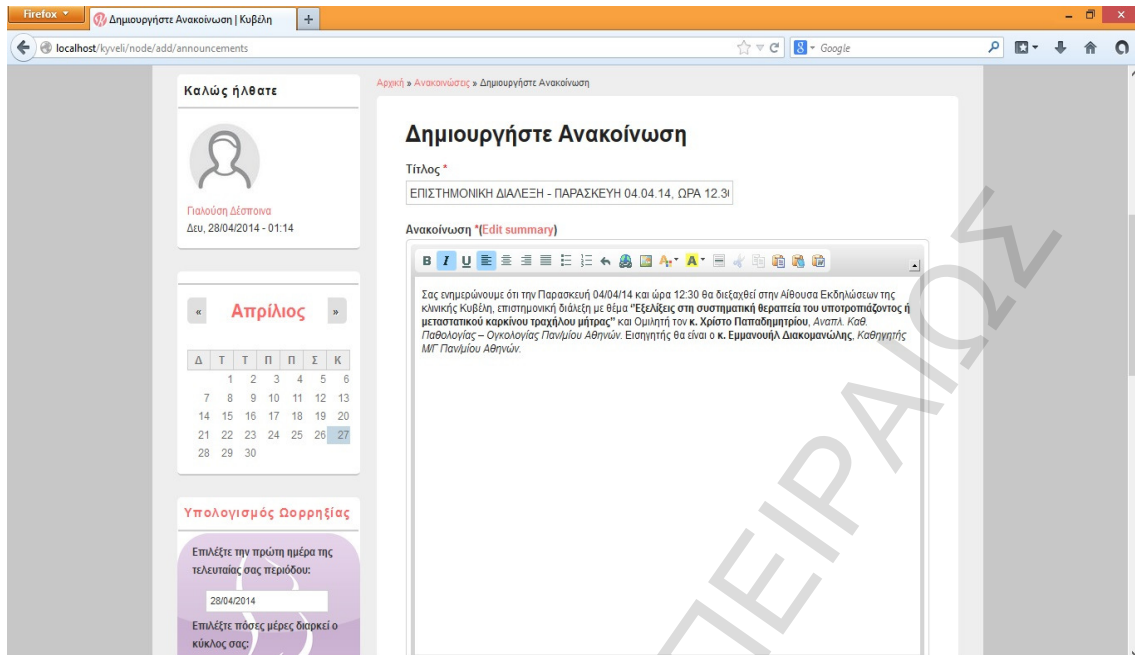 Firefox
Δημιουργήστε Ανακοίνωση | Κυβέλη
localhost/kyveli/node/add/announcements
Google
Καλώς ήλθατε
Γιαλούση Δέσποινα
Δευ, 28/04/2014 - 01:14
« Απρίλιος »
Δ Τ Τ Π Π Σ Κ
1 2 3 4 5 6
7 8 9 10 11 12 13
14 15 16 17 18 19 20
21 22 23 24 25 26 27
28 29 30
Υπολογισμός Ωορρηξίας
Επιλέξτε την πρώτη ημέρα της
τελευταίας σας περιόδου:
28/04/2014
Επιλέξτε πόσες μέρες διαρκεί ο
κύκλος σας:
Αρχική » Ανακοινώσεις » Δημιουργήστε Ανακοίνωση
Δημιουργήστε Ανακοίνωση
Τίτλος *
ΕΠΙΣΤΗΜΟΝΙΚΗ ΔΙΑΛΕΞΗ - ΠΑΡΑΣΚΕΥΗ 04.04.14, ΩΡΑ 12.30
Ανακοίνωση *(Edit summary)
B I U
Σας ενημερώνουμε ότι την Παρασκευή 04/04/14 και ώρα 12:30 θα διεξαχθεί στην Αίθουσα Εκδηλώσεων της
κλινικής Κυβέλη, επιστημονική διάλεξη με θέμα "Εξελίξεις στη συστηματική θεραπεία του υποτροπιάζοντος ή
μεταστατικού καρκίνου τραχήλου μήτρας" και Ομιλητή τον κ. Χρίστο Παπαδημητρίου, Αναπλ. Καθ.
Παθολογίας – Ογκολογίας Παν/μίου Αθηνών. Εισηγητής θα είναι ο κ. Εμμανουήλ Διακομανώλης, Καθηγητής
Μ/Γ Παν/μίου Αθηνών.
ΠΕΙΡΑΙΩΣ